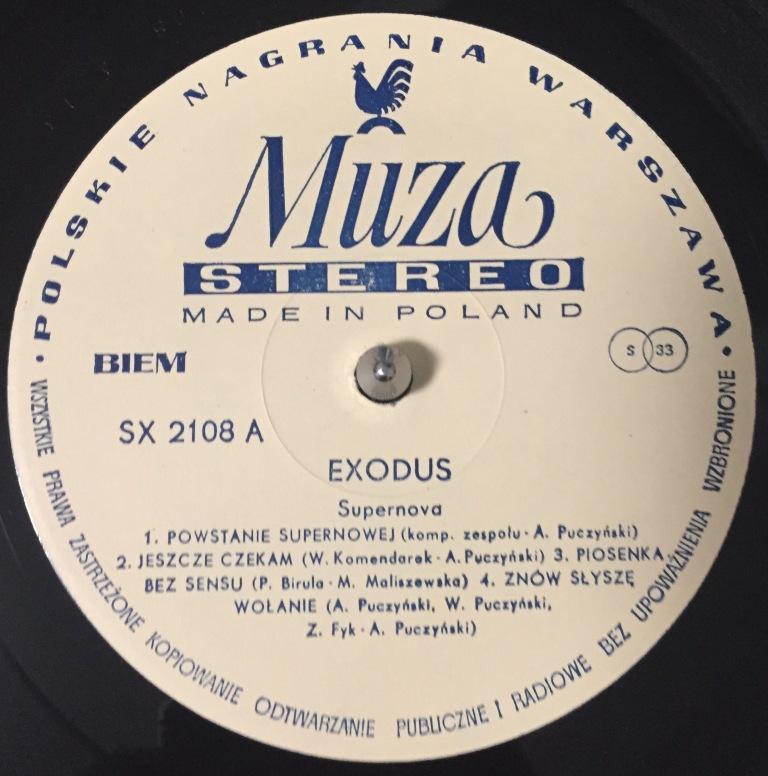 POLSKIE NAGRANIA WARSZAWA
Muza
STEREO
MADE IN POLAND
BIEM
S 33
SX 2108 A
EXODUS
Supernova
1. POWSTANIE SUPERNOWEJ (komp. zespołu - A. Puczyński)
2. JESZCZE CZEKAM (W. Komendarek - A. Puczyński) 3. PIOSENKA
BEZ SENSU (P. Birula - M. Maliszewska) 4. ZNÓW SŁYSZĘ
WOŁANIE (A. Puczyński, W. Puczyński,
Z. Fyk - A. Puczyński)
• WSZYSTKIE PRAWA ZASTRZEŻONE KOPIOWANIE ODTWARZANIE PUBLICZNE I RADIOWE BEZ UPOWAŻNIENIA WZBRONIONE •